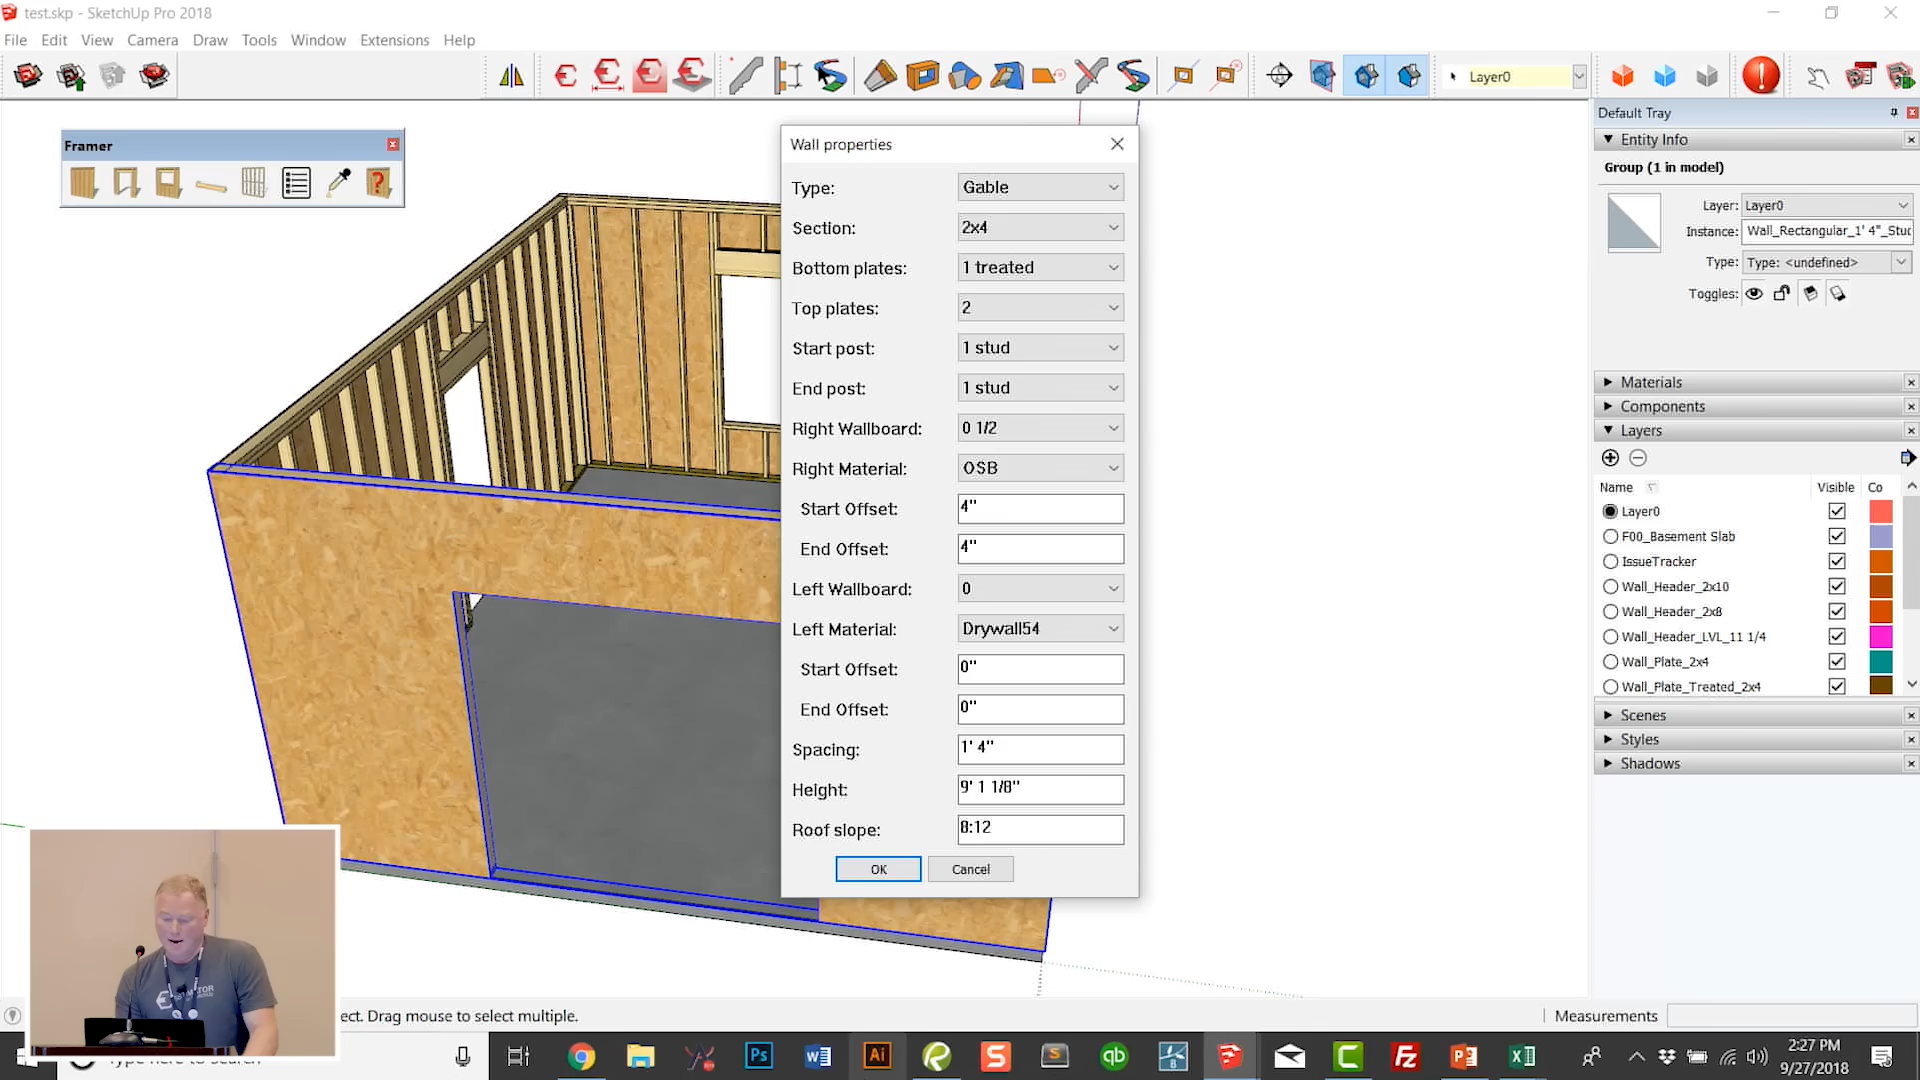 test.skp - SketchUp Pro 2018
File Edit View Camera Draw Tools Window Extensions Help
Layer0
Default Tray
Entity Info
Group (1 in model)
Layer: Layer0
Instance: Wall_Rectangular_1' 4"_Stuc
Type: Type: <undefined>
Toggles:
Materials
Components
Layers
Name Visible Co
Layer0
F00_Basement Slab
IssueTracker
Wall_Header_2x10
Wall_Header_2x8
Wall_Header_LVL_11 1/4
Wall_Plate_2x4
Wall_Plate_Treated_2x4
Scenes
Styles
Shadows
Framer
Wall properties
Type: Gable
Section: 2x4
Bottom plates: 1 treated
Top plates: 2
Start post: 1 stud
End post: 1 stud
Right Wallboard: 0 1/2
Right Material: OSB
Start Offset: 4"
End Offset: 4"
Left Wallboard: 0
Left Material: Drywall54
Start Offset: 0"
End Offset: 0"
Spacing: 1' 4"
Height: 9' 1 1/8"
Roof slope: 8:12
OK Cancel
ect. Drag mouse to select multiple.
Measurements
Ps
Ai
S
S
qb
C
Fz
2:27 PM
9/27/2018